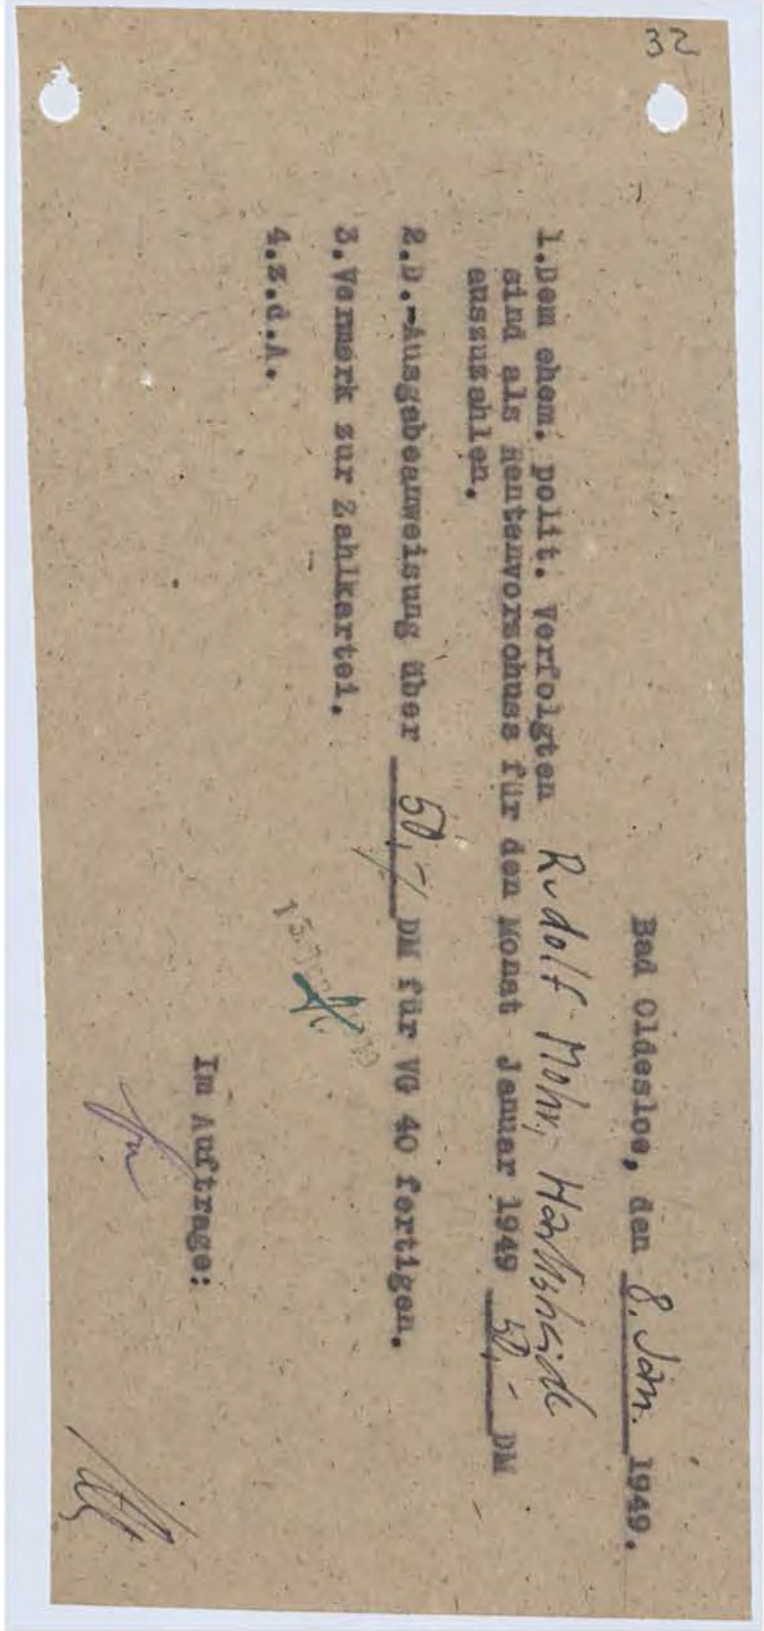 32
Bad Oldesloe, den 8. Jan. 1949.
1.Dem ehem. polit. Verfolgten Rudolf Mohr, Harksheide
sind als Rentenvorschuss für den Monat Januar 1949 50,- DM
auszuzahlen.
2.D.-Ausgabeanweisung über 50,- DM für VG 40 fertigen.
3.Vermerk zur Zahlkartei.
4.z.d.A.
Im Auftrage: